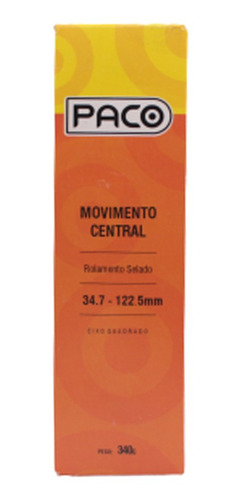 PACO
MOVIMENTO
CENTRAL
Rolamento Selado
34.7 - 122.5mm
EIXO QUADRADO
PESO: 340g